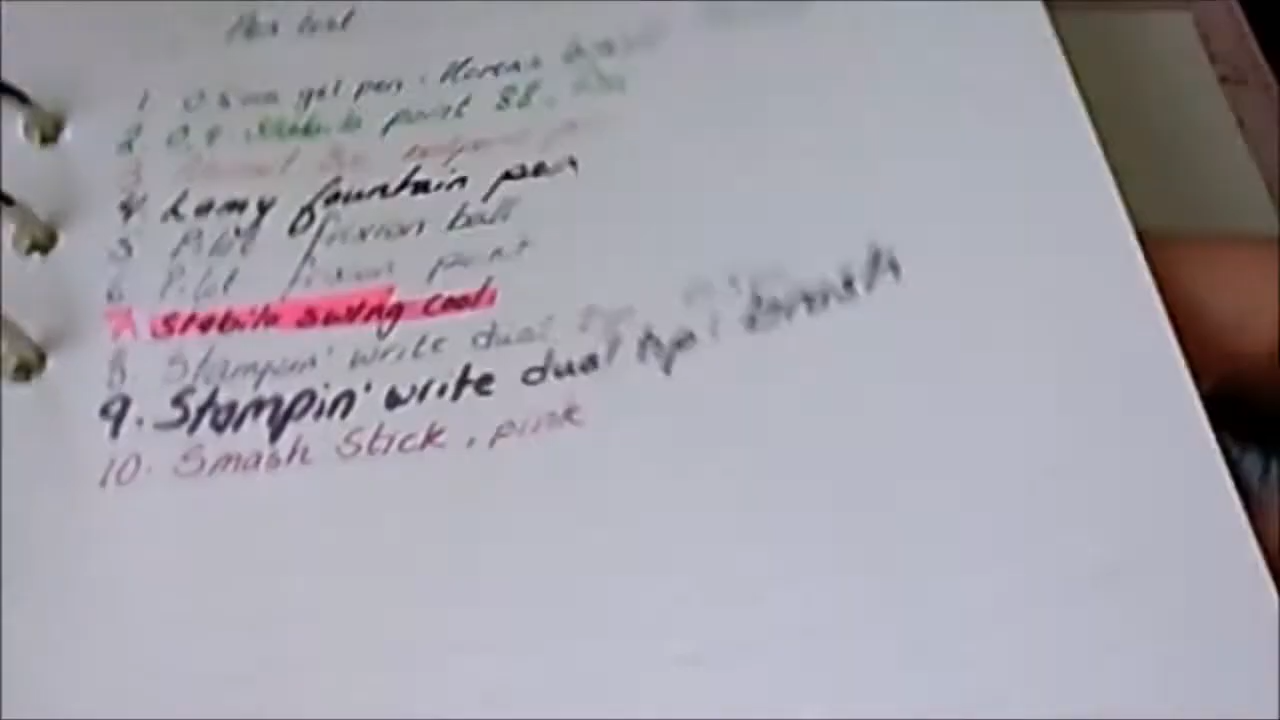 Pen test
1 0.5mm gel pen
2 0.4 Stabilo point 88
3
4 Lamy fountain pen
5 Pilot frixion ball
6 Pilot frixion point
7. Stabilo swing cool
8 Stampin' write dual tip
9. Stampin' write dual tip, brush
10. Smash Stick, pink